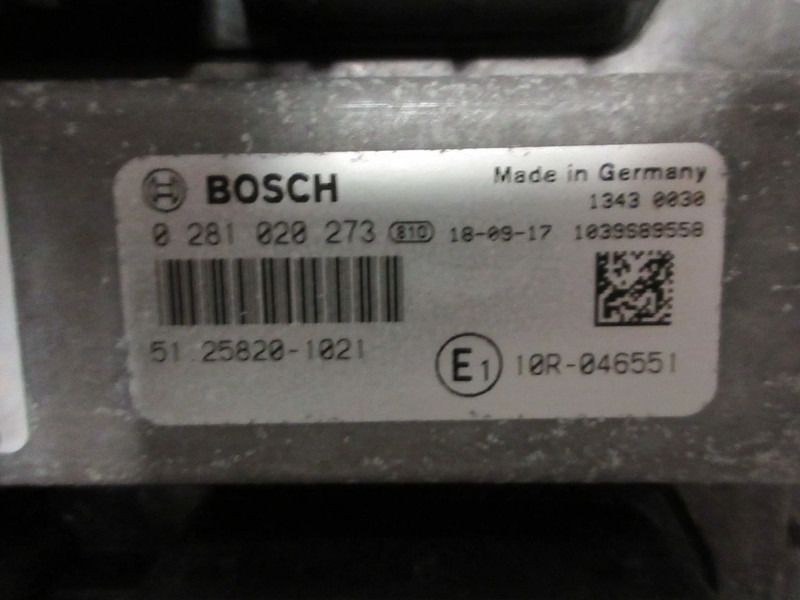 BOSCH
Made in Germany
1343 0030
0 281 020 273 810 18-09-17 1039S89558
51.25820-1021
E1 10R-046551